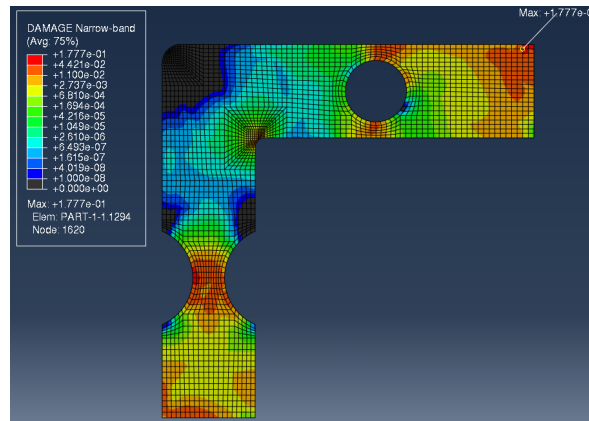 Max: +1.777e-01
DAMAGE Narrow-band
(Avg: 75%)
+1.777e-01
+4.421e-02
+1.100e-02
+2.737e-03
+6.810e-04
+1.694e-04
+4.216e-05
+1.049e-05
+2.610e-06
+6.493e-07
+1.615e-07
+4.019e-08
+1.000e-08
+0.000e+00
Max: +1.777e-01
Elem: PART-1-1.1294
Node: 1620